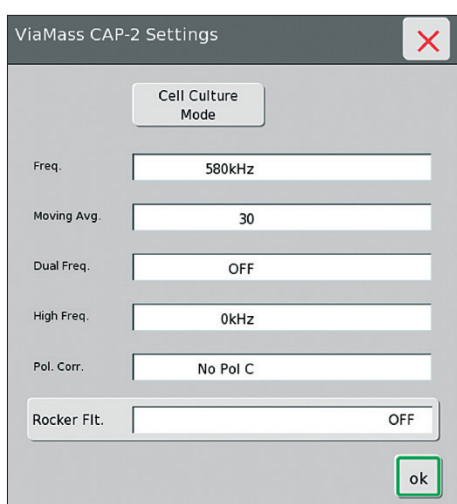 ViaMass CAP-2 Settings
Cell Culture
Mode
Freq. 580kHz
Moving Avg. 30
Dual Freq. OFF
High Freq. 0kHz
Pol. Corr. No Pol C
Rocker Flt. OFF
ok